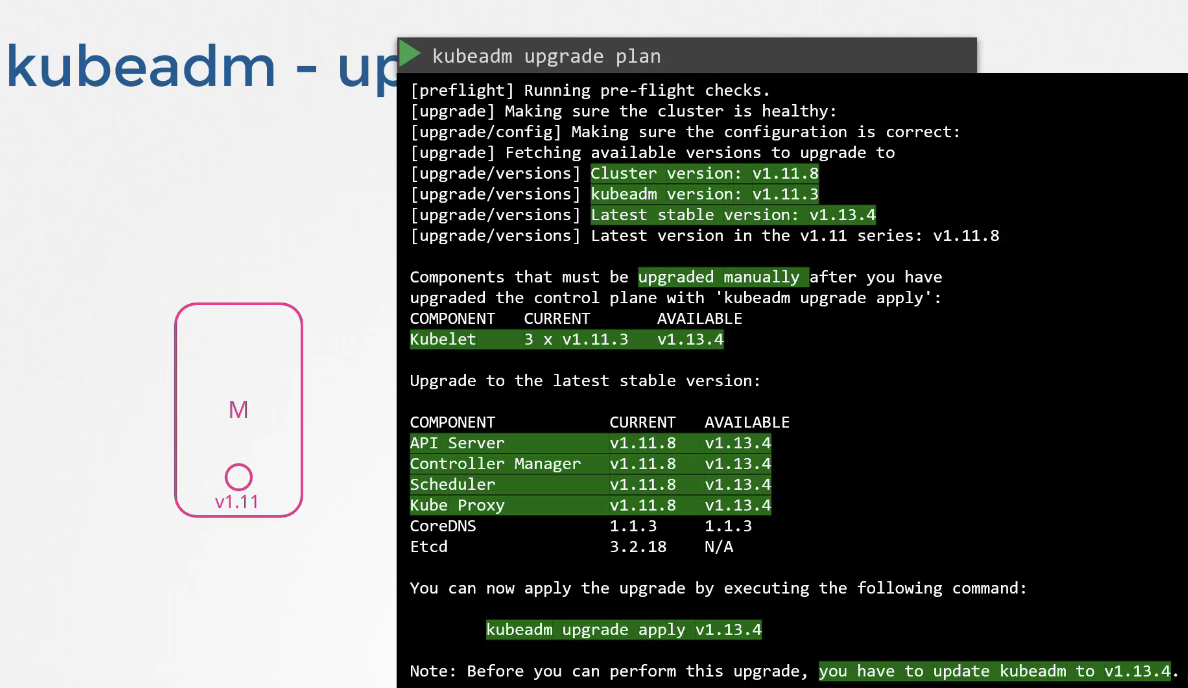 kubeadm - up
kubeadm upgrade plan
[preflight] Running pre-flight checks.
[upgrade] Making sure the cluster is healthy:
[upgrade/config] Making sure the configuration is correct:
[upgrade] Fetching available versions to upgrade to
[upgrade/versions] Cluster version: v1.11.8
[upgrade/versions] kubeadm version: v1.11.3
[upgrade/versions] Latest stable version: v1.13.4
[upgrade/versions] Latest version in the v1.11 series: v1.11.8
Components that must be upgraded manually after you have
upgraded the control plane with 'kubeadm upgrade apply':
COMPONENT CURRENT AVAILABLE
Kubelet 3 x v1.11.3 v1.13.4
Upgrade to the latest stable version:
COMPONENT CURRENT AVAILABLE
API Server v1.11.8 v1.13.4
Controller Manager v1.11.8 v1.13.4
Scheduler v1.11.8 v1.13.4
Kube Proxy v1.11.8 v1.13.4
CoreDNS 1.1.3 1.1.3
Etcd 3.2.18 N/A
You can now apply the upgrade by executing the following command:
kubeadm upgrade apply v1.13.4
Note: Before you can perform this upgrade, you have to update kubeadm to v1.13.4.
M
v1.11